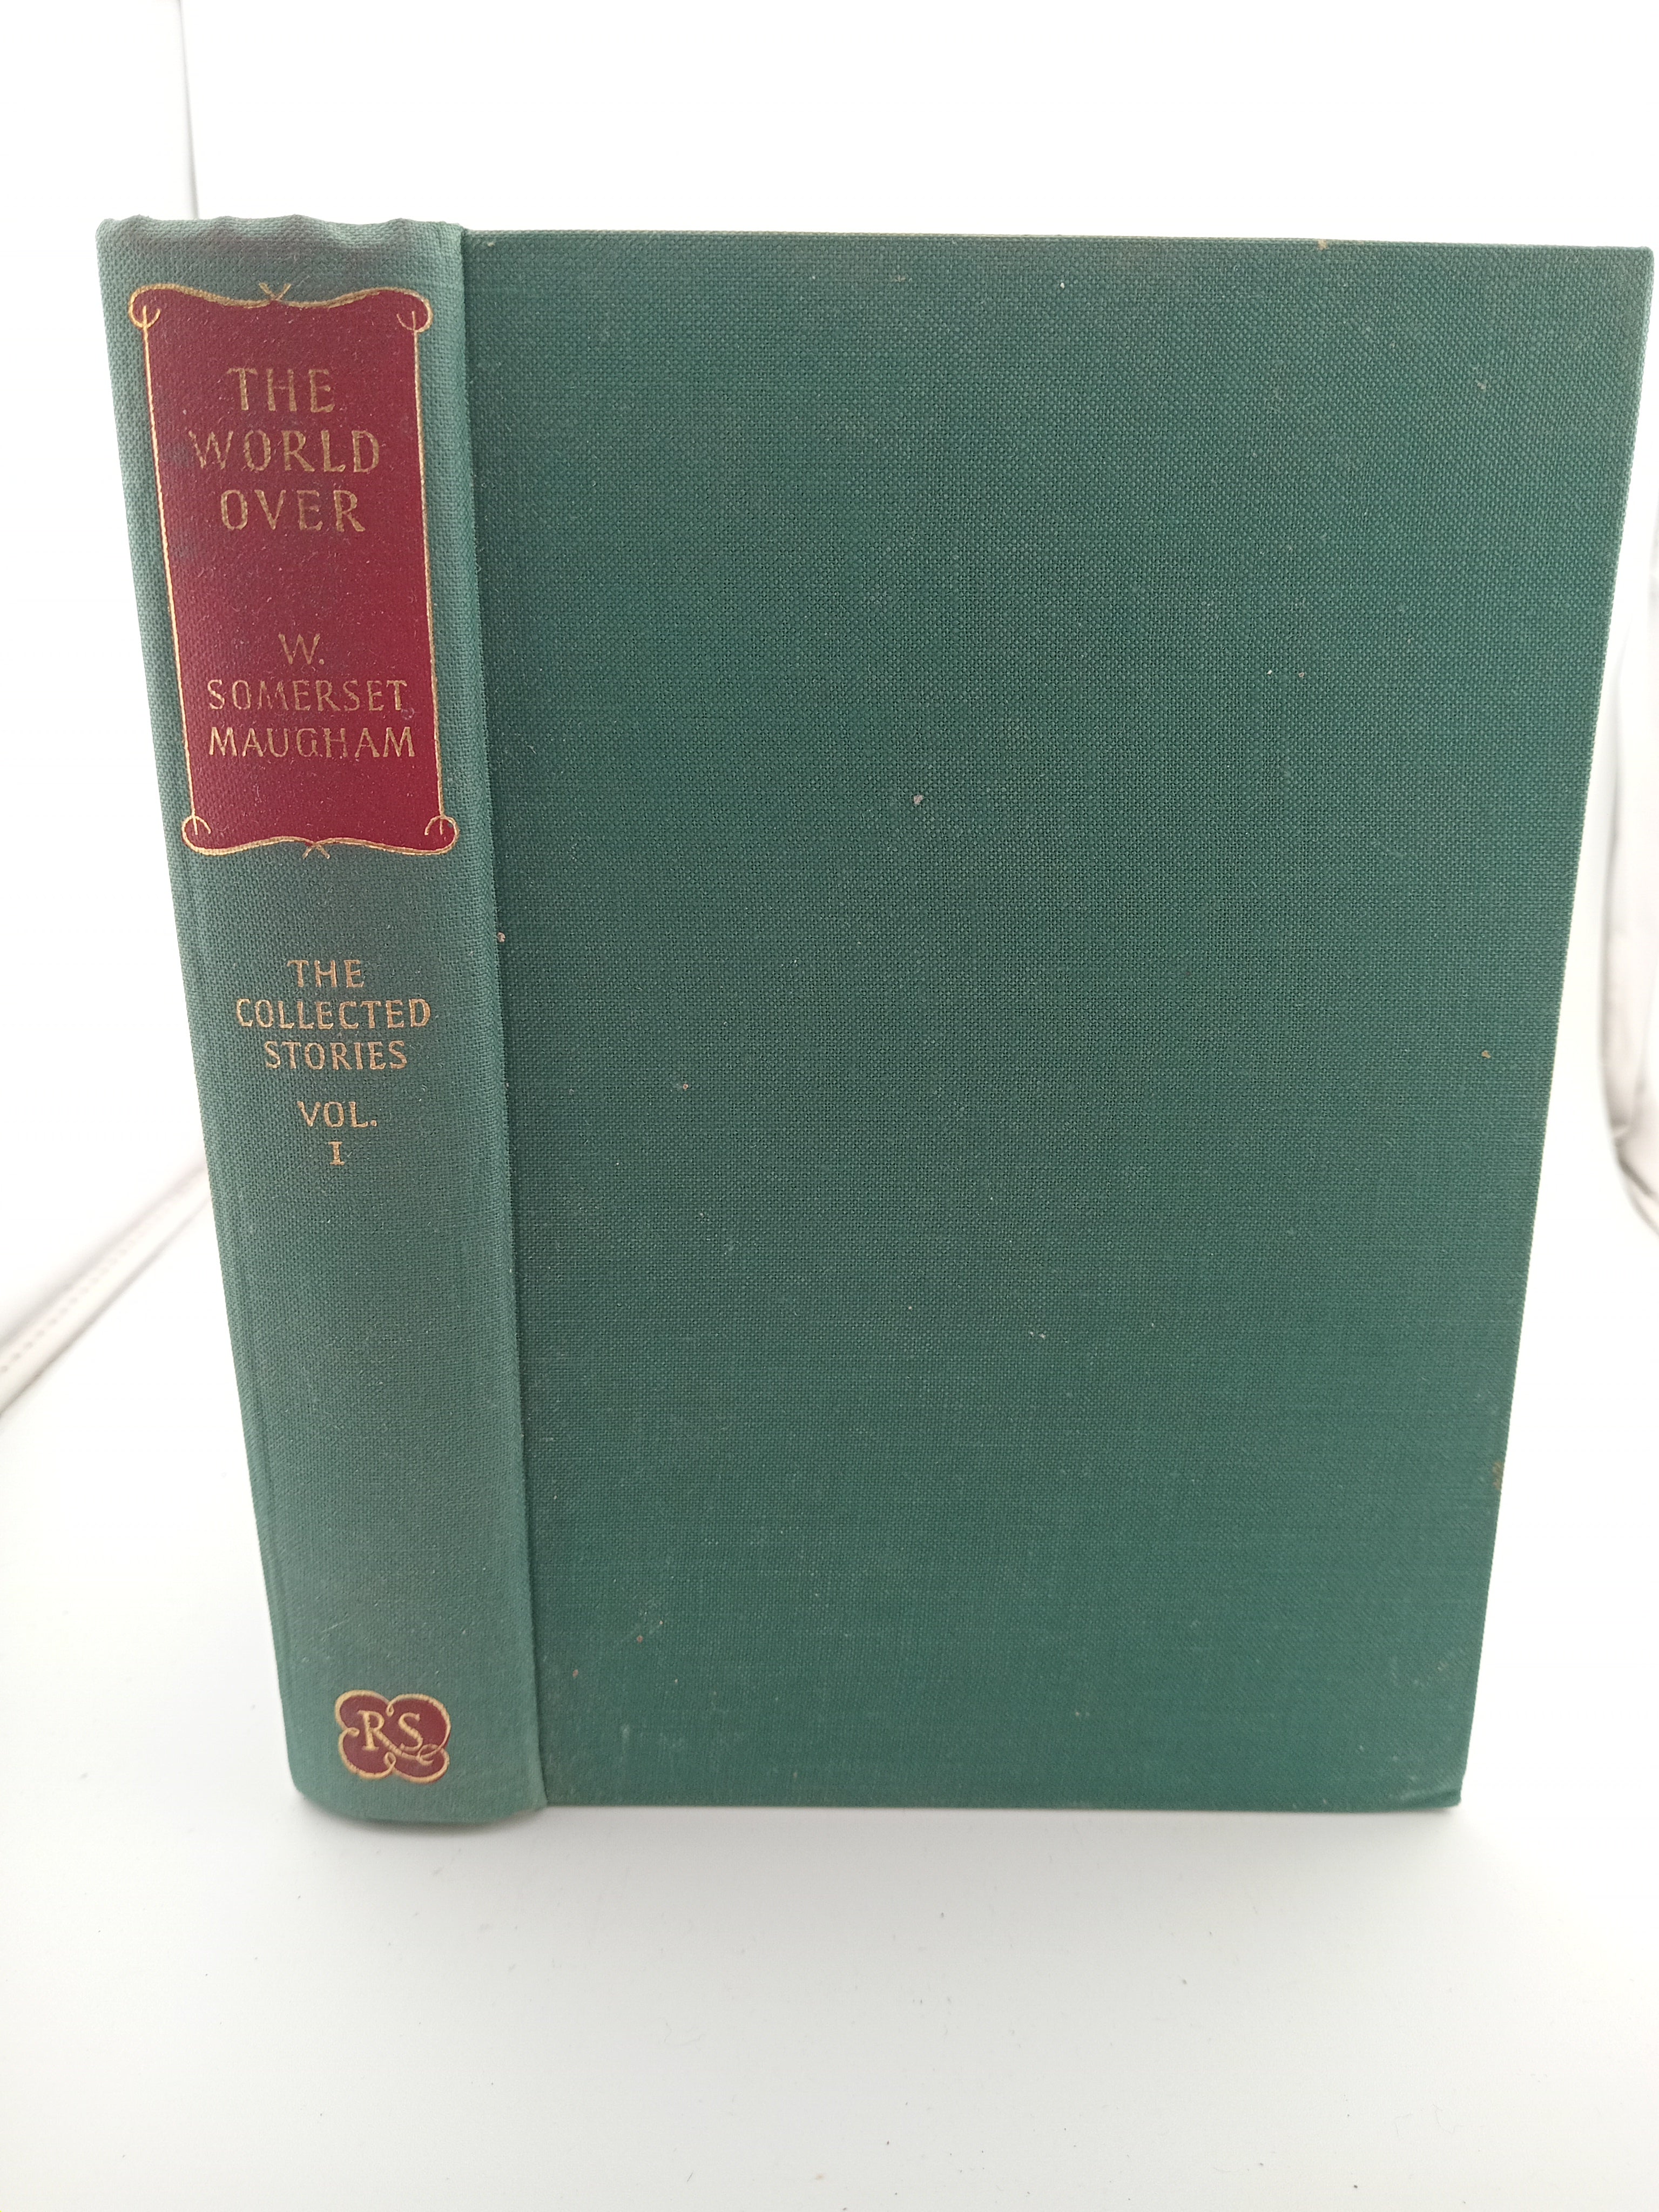 THE
WORLD
OVER
W.
SOMERSET
MAUGHAM
THE
COLLECTED
STORIES
VOL.
I
RS